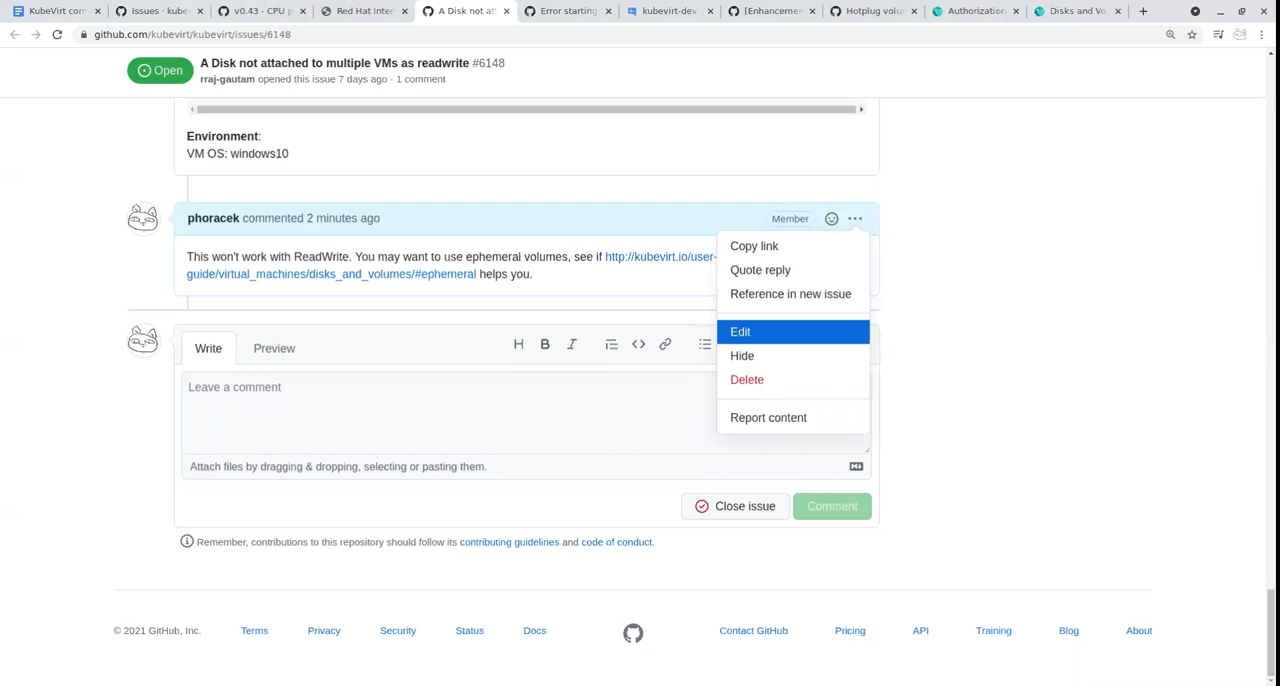 KubeVirt com
Issues · kube
v0.43 - CPU p
Red Hat Inter
A Disk not at
Error starting
kubevirt-dev
[Enhancemen
Hotplug volu
Authorization
Disks and Vo
github.com/kubevirt/kubevirt/issues/6148
Open
A Disk not attached to multiple VMs as readwrite #6148
rraj-gautam opened this issue 7 days ago · 1 comment
Environment:
VM OS: windows10
phoracek commented 2 minutes ago
Member
This won't work with ReadWrite. You may want to use ephemeral volumes, see if http://kubevirt.io/user-
guide/virtual_machines/disks_and_volumes/#ephemeral helps you.
Copy link
Quote reply
Reference in new issue
Edit
Hide
Delete
Report content
Write
Preview
H B I
Leave a comment
Attach files by dragging & dropping, selecting or pasting them.
Close issue
Comment
Remember, contributions to this repository should follow its contributing guidelines and code of conduct.
© 2021 GitHub, Inc.
Terms
Privacy
Security
Status
Docs
Contact GitHub
Pricing
API
Training
Blog
About